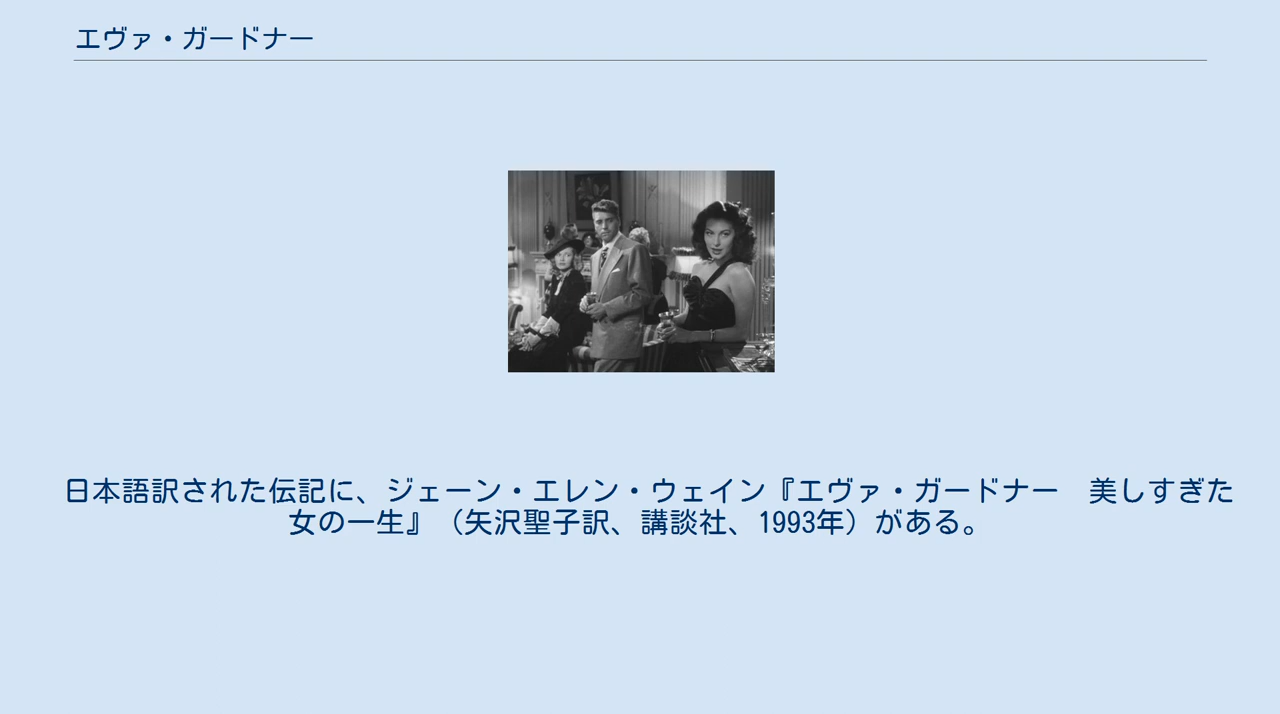 エヴァ・ガードナー
日本語訳された伝記に、ジェーン・エレン・ウェイン『エヴァ・ガードナー　美しすぎた
女の一生』（矢沢聖子訳、講談社、1993年）がある。